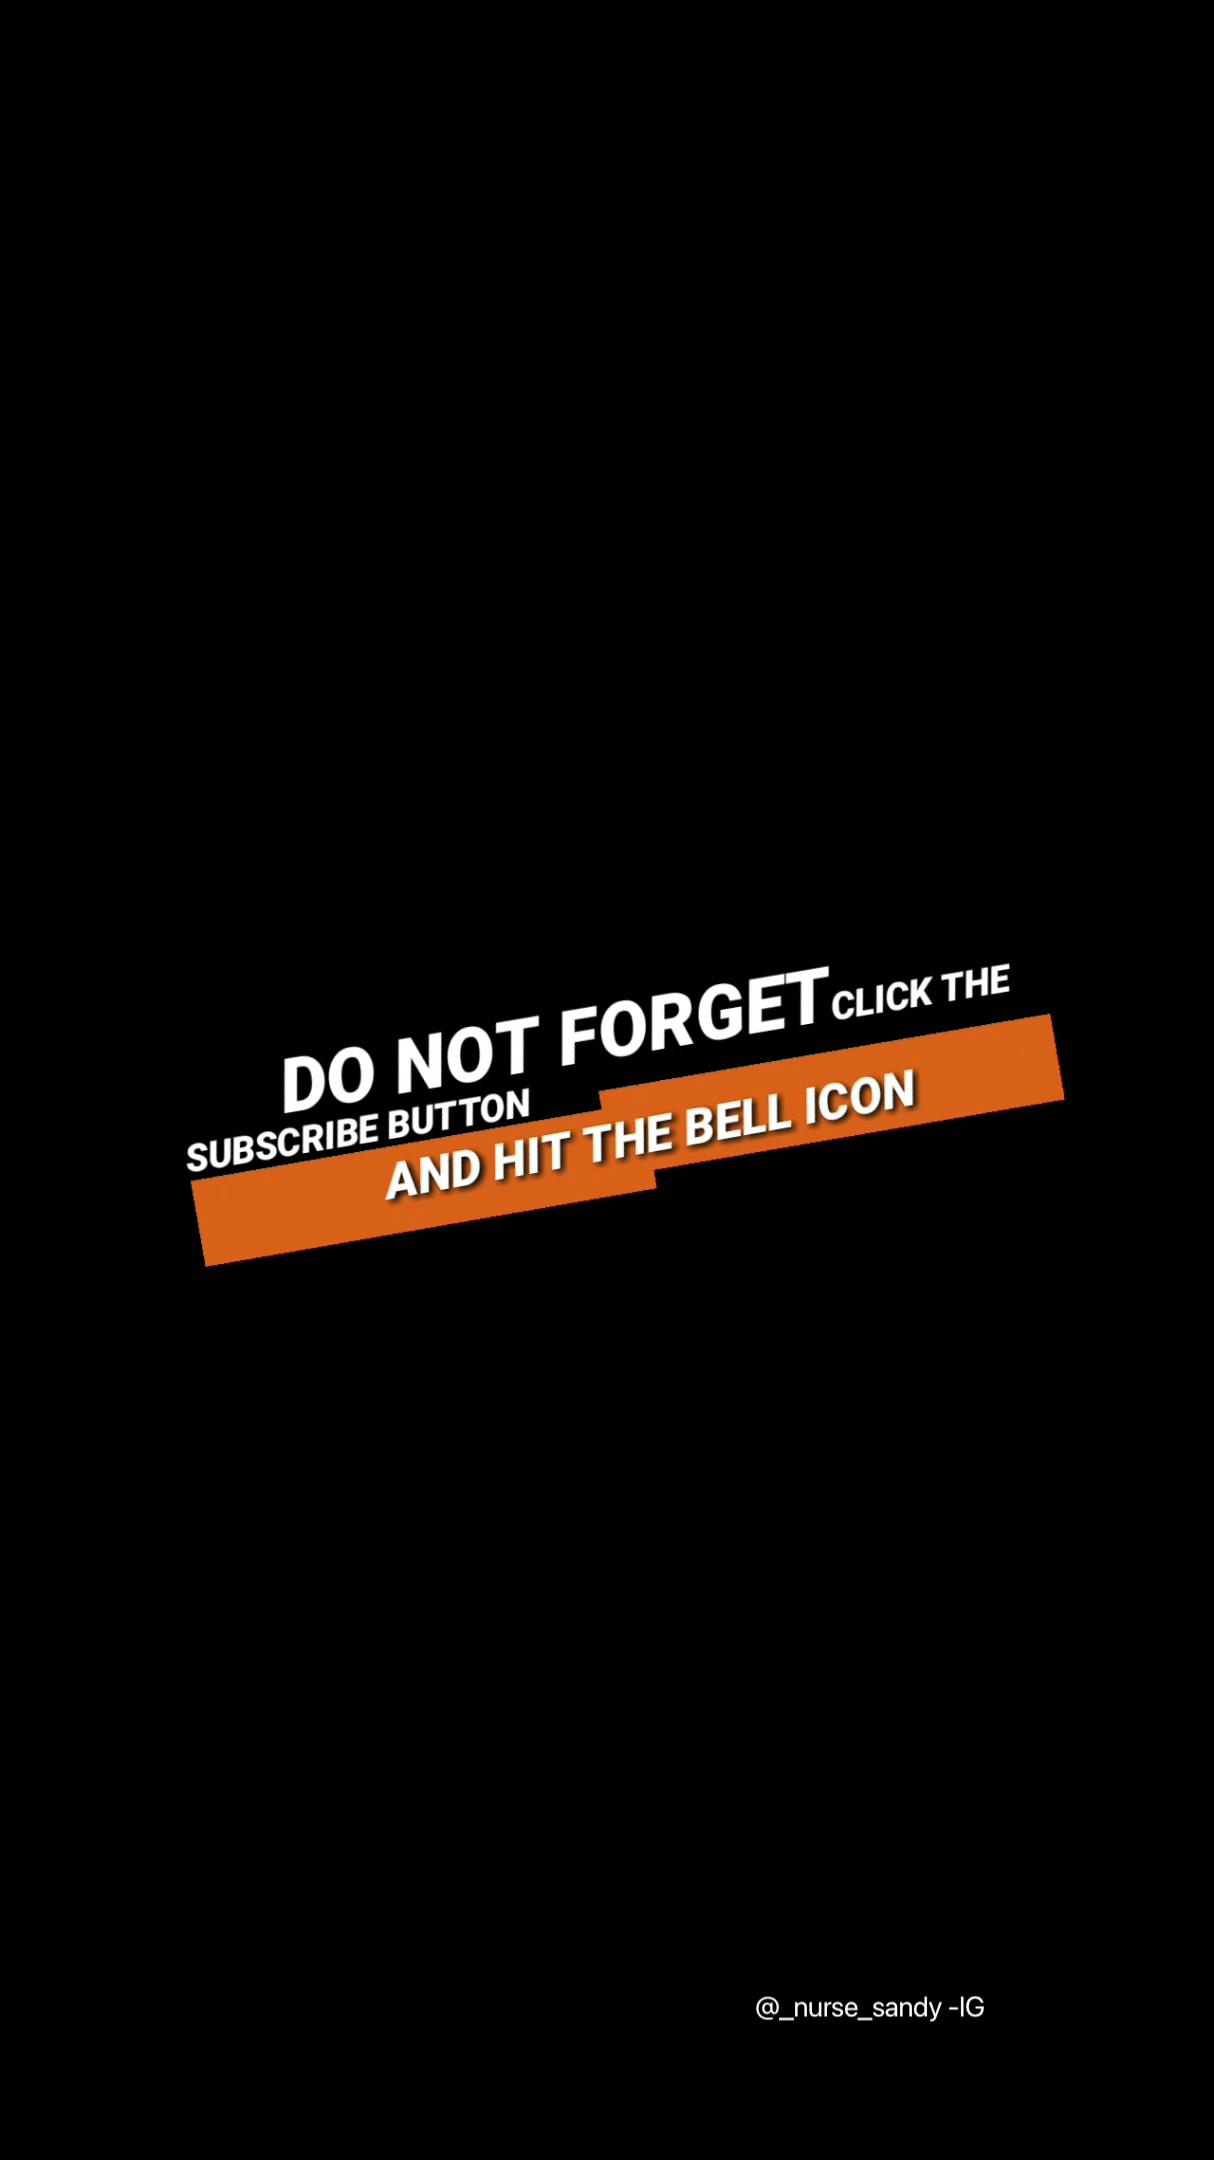 DO NOT FORGET CLICK THE
SUBSCRIBE BUTTON
AND HIT THE BELL ICON
@_nurse_sandy -IG